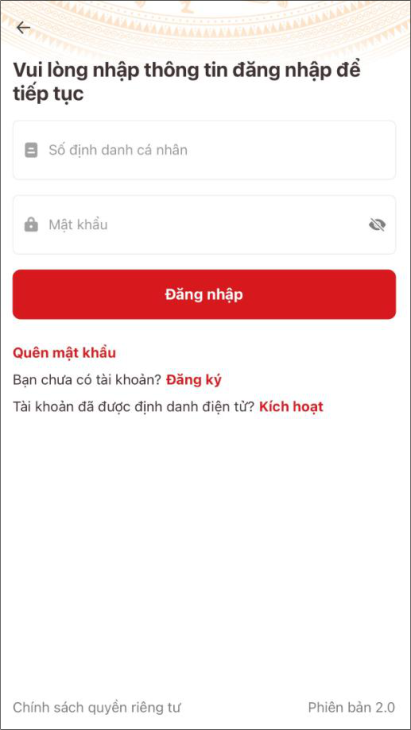 Vui lòng nhập thông tin đăng nhập để
tiếp tục
Số định danh cá nhân
Mật khẩu
Đăng nhập
Quên mật khẩu
Bạn chưa có tài khoản? Đăng ký
Tài khoản đã được định danh điện tử? Kích hoạt
Chính sách quyền riêng tư Phiên bản 2.0